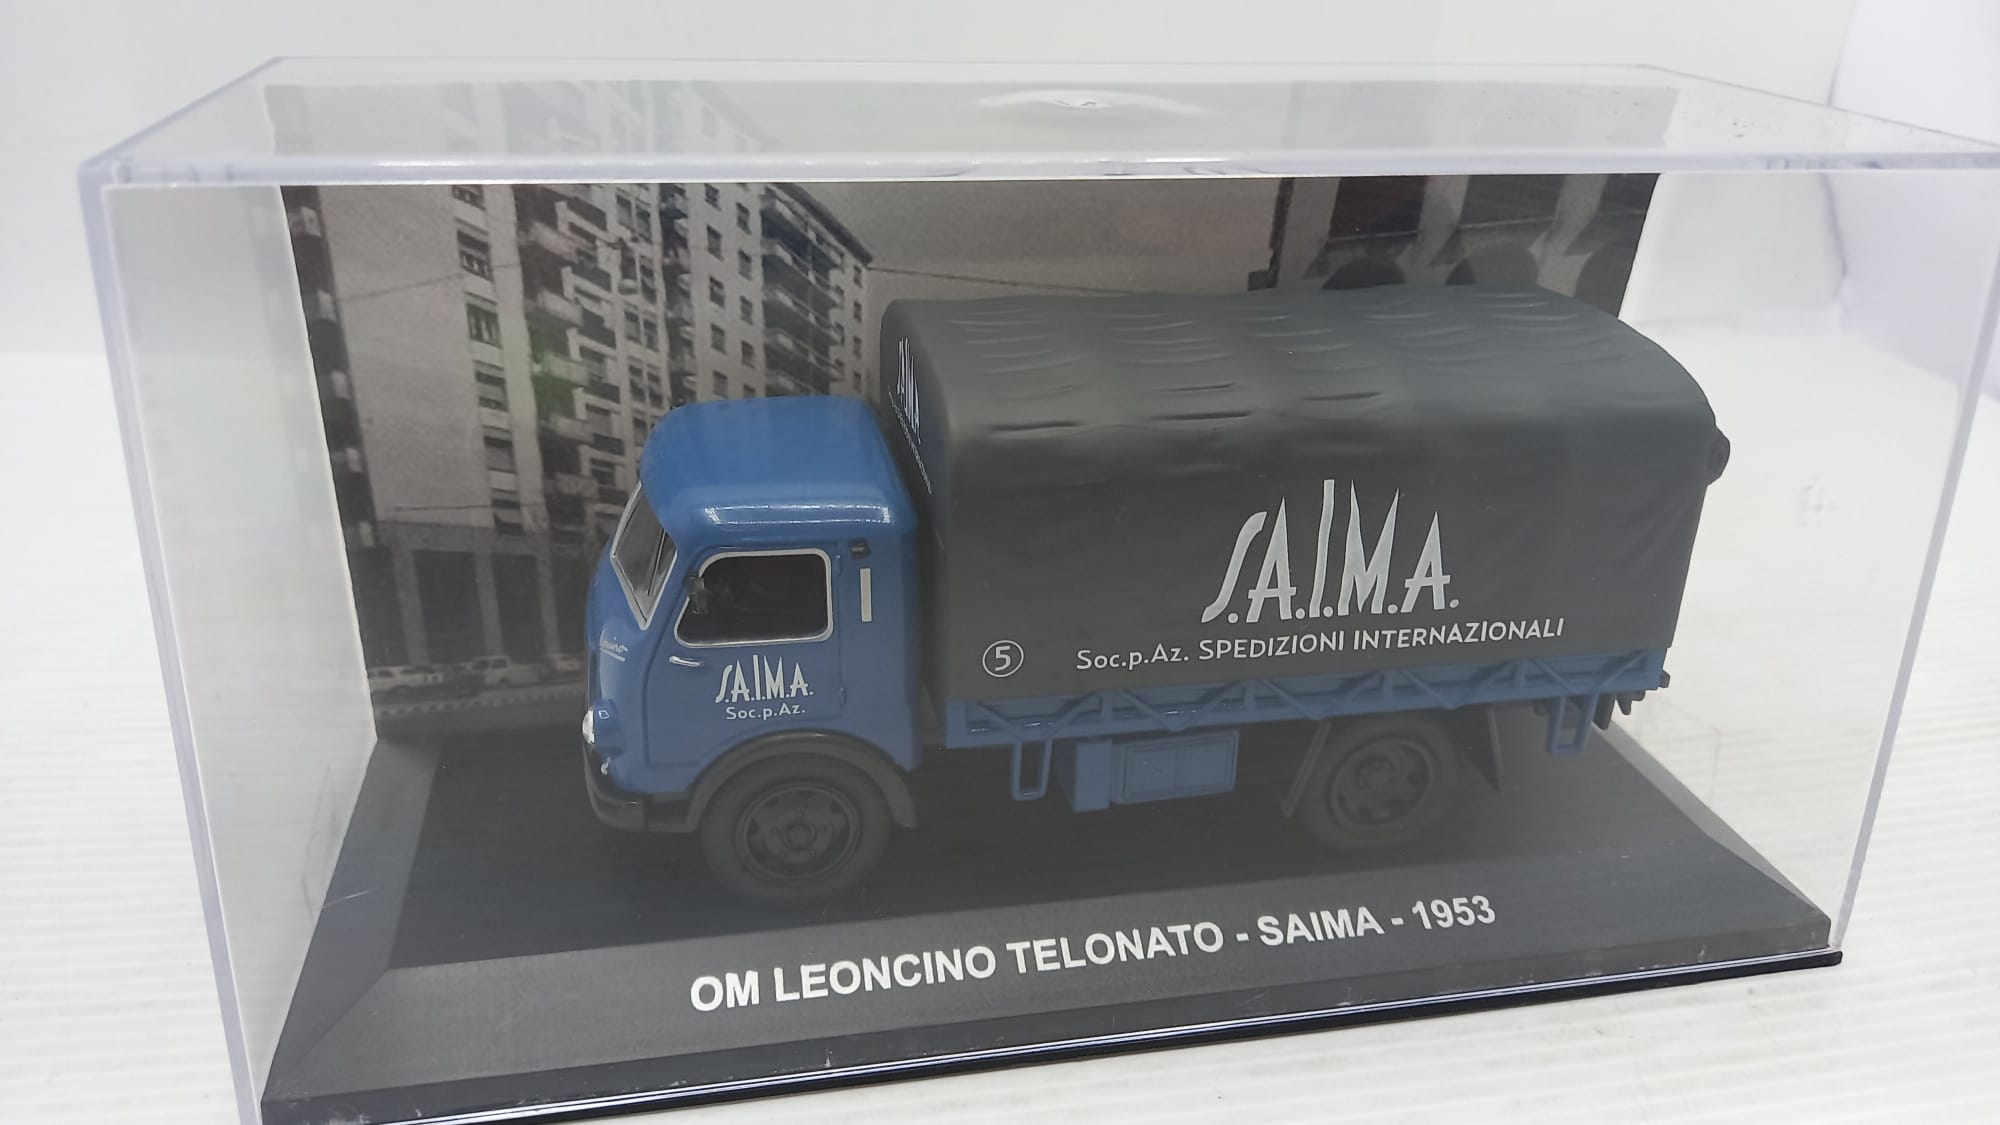 S.A.I.M.A.
S.A.I.M.A.
5
Soc.p.Az. SPEDIZIONI INTERNAZIONALI
S.A.I.M.A.
Soc.p.Az.
OM LEONCINO TELONATO - SAIMA - 1953